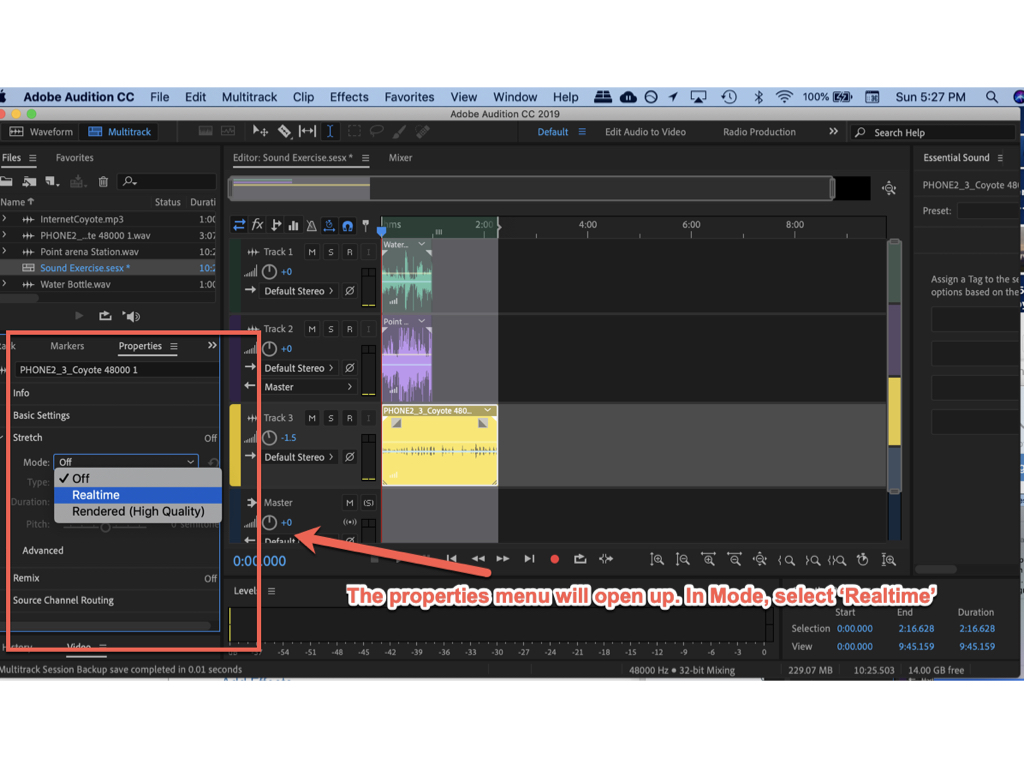 Adobe Audition CC File Edit Multitrack Clip Effects Favorites View Window Help 100% Sun 5:27 PM
Adobe Audition CC 2019
Waveform Multitrack Default Edit Audio to Video Radio Production Search Help
Files Favorites
Editor: Sound Exercise.sesx * Mixer
Essential Sound
PHONE2_3_Coyote 48
Preset:
Name Status Durati
InternetCoyote.mp3 1:00
PHONE2_...te 48000 1.wav 3:07
Point arena Station.wav 10:2
Sound Exercise.sesx * 10:2
Water Bottle.wav 1:00
fx
hms 2:00 4:00 6:00 8:00
Track 1 M S R I
+0
Default Stereo
Water...
Track 2 M S R I
+0
Default Stereo
Master
Point ...
Track 3 M S R I
-1.5
Default Stereo
PHONE2_3_Coyote 480...
Master M (S)
+0
Default
Assign a Tag to the se
options based on the
Markers Properties
PHONE2_3_Coyote 48000 1
Info
Basic Settings
Stretch Off
Mode: Off
Off
Realtime
Rendered (High Quality)
Type:
Duration:
Pitch: 0 semitone
Advanced
Remix Off
Source Channel Routing
History Video
0:00.000
The properties menu will open up. In Mode, select ‘Realtime’
Level
dB -57 -54 -51 -48 -45 -42 -39 -36 -33 -30 -27 -24 -21 -18 -15 -12 -9 -6 -3 0
Start End Duration
Selection 0:00.000 2:16.628 2:16.628
View 0:00.000 9:45.159 9:45.159
Multitrack Session Backup save completed in 0.01 seconds
48000 Hz • 32-bit Mixing 229.07 MB 10:25.503 14.00 GB free